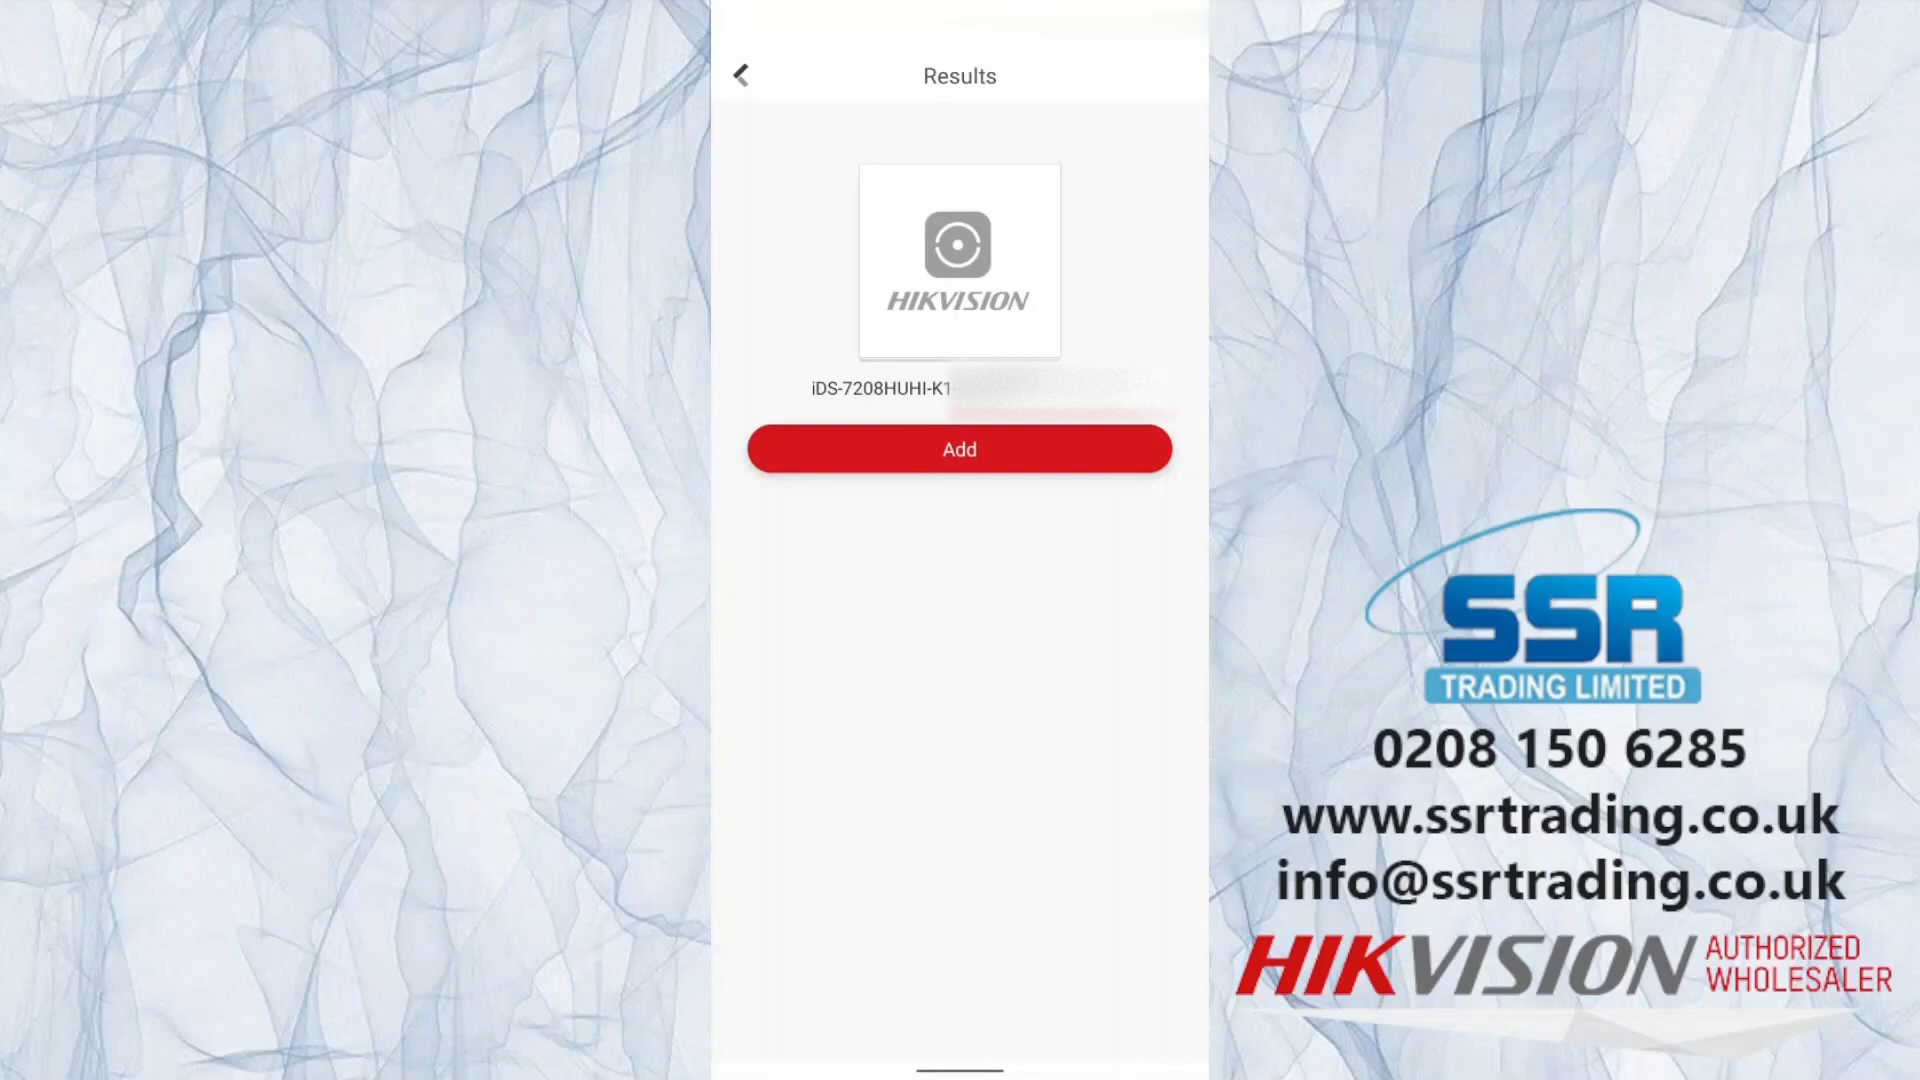 Results
HIKVISION
iDS-7208HUHI-K1
Add
SSR
TRADING LIMITED
0208 150 6285
www.ssrtrading.co.uk
info@ssrtrading.co.uk
HIKVISION AUTHORIZED
WHOLESALER